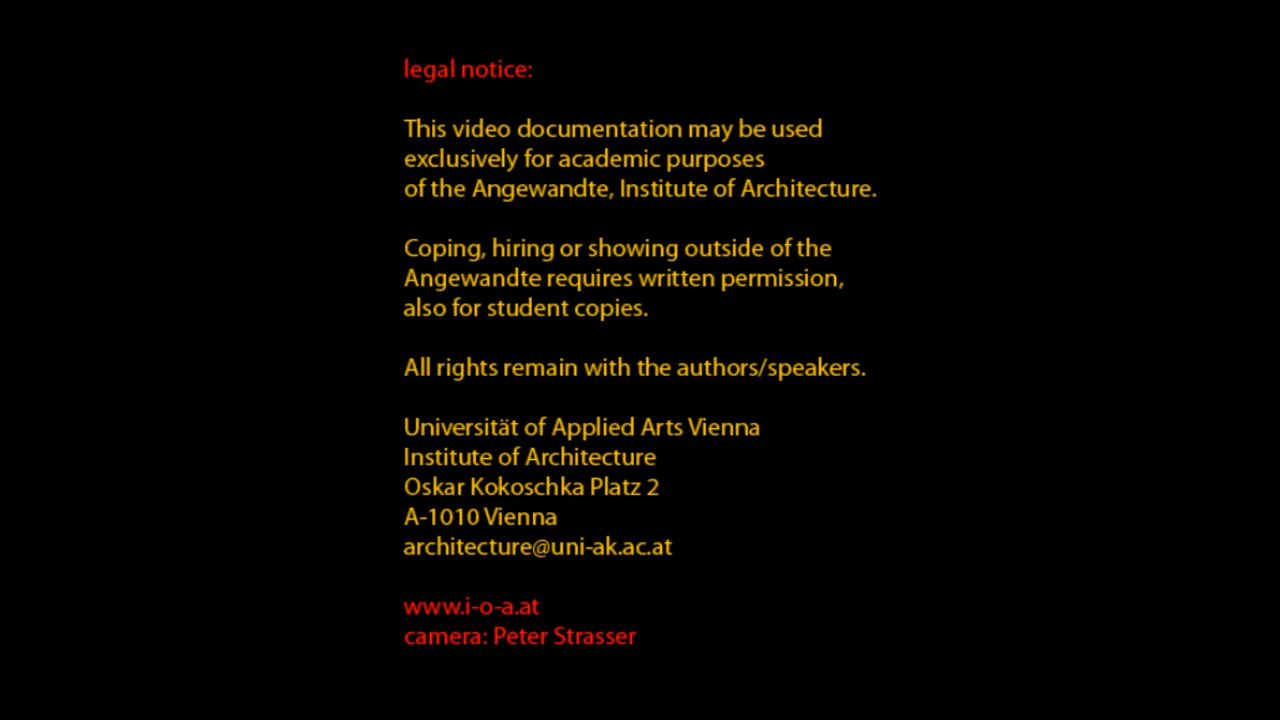 legal notice:
This video documentation may be used
exclusively for academic purposes
of the Angewandte, Institute of Architecture.
Coping, hiring or showing outside of the
Angewandte requires written permission,
also for student copies.
All rights remain with the authors/speakers.
Universität of Applied Arts Vienna
Institute of Architecture
Oskar Kokoschka Platz 2
A-1010 Vienna
architecture@uni-ak.ac.at
www.i-o-a.at
camera: Peter Strasser